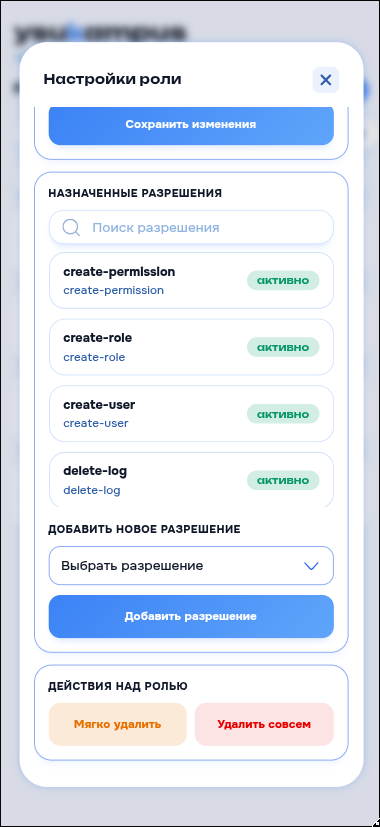 ysukampus
Настройки роли
Сохранить изменения
НАЗНАЧЕННЫЕ РАЗРЕШЕНИЯ
Поиск разрешения
create-permission
create-permission
активно
create-role
create-role
активно
create-user
create-user
активно
delete-log
delete-log
активно
ДОБАВИТЬ НОВОЕ РАЗРЕШЕНИЕ
Выбрать разрешение
Добавить разрешение
ДЕЙСТВИЯ НАД РОЛЬЮ
Мягко удалить
Удалить совсем